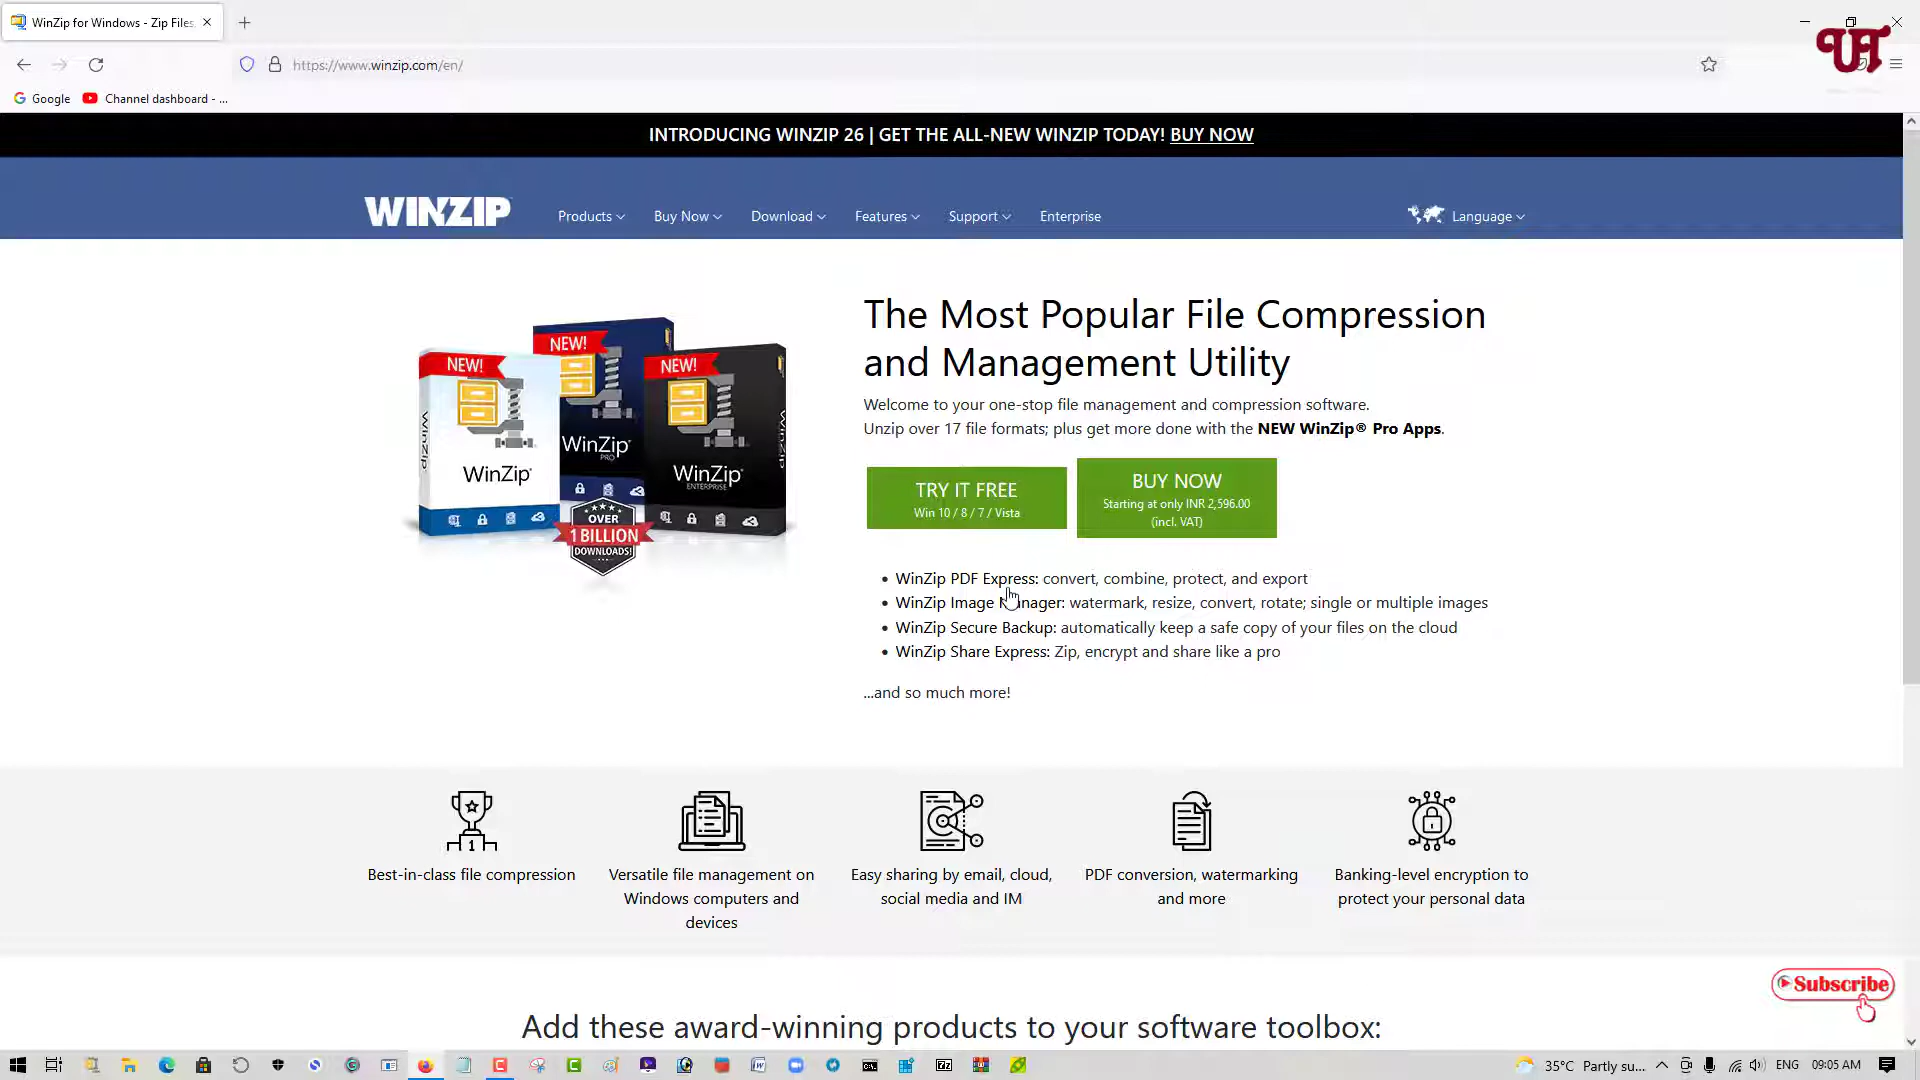 WinZip for Windows - Zip Files,
https://www.winzip.com/en/
Google
Channel dashboard - ...
UT
INTRODUCING WINZIP 26 | GET THE ALL-NEW WINZIP TODAY! BUY NOW
WINZIP
Products
Buy Now
Download
Features
Support
Enterprise
Language
The Most Popular File Compression
and Management Utility
Welcome to your one-stop file management and compression software.
Unzip over 17 file formats; plus get more done with the NEW WinZip® Pro Apps.
NEW!
NEW!
NEW!
WinZip
WinZip
WinZip®
WinZip®
PRO
WinZip®
ENTERPRISE
OVER
1 BILLION
DOWNLOADS!
TRY IT FREE
Win 10 / 8 / 7 / Vista
BUY NOW
Starting at only INR 2,596.00
(incl. VAT)
• WinZip PDF Express: convert, combine, protect, and export
• WinZip Image Manager: watermark, resize, convert, rotate; single or multiple images
• WinZip Secure Backup: automatically keep a safe copy of your files on the cloud
• WinZip Share Express: Zip, encrypt and share like a pro
...and so much more!
1
Best-in-class file compression
Versatile file management on
Windows computers and
devices
Easy sharing by email, cloud,
social media and IM
PDF conversion, watermarking
and more
Banking-level encryption to
protect your personal data
Subscribe
Add these award-winning products to your software toolbox:
35°C Partly su...
ENG
09:05 AM